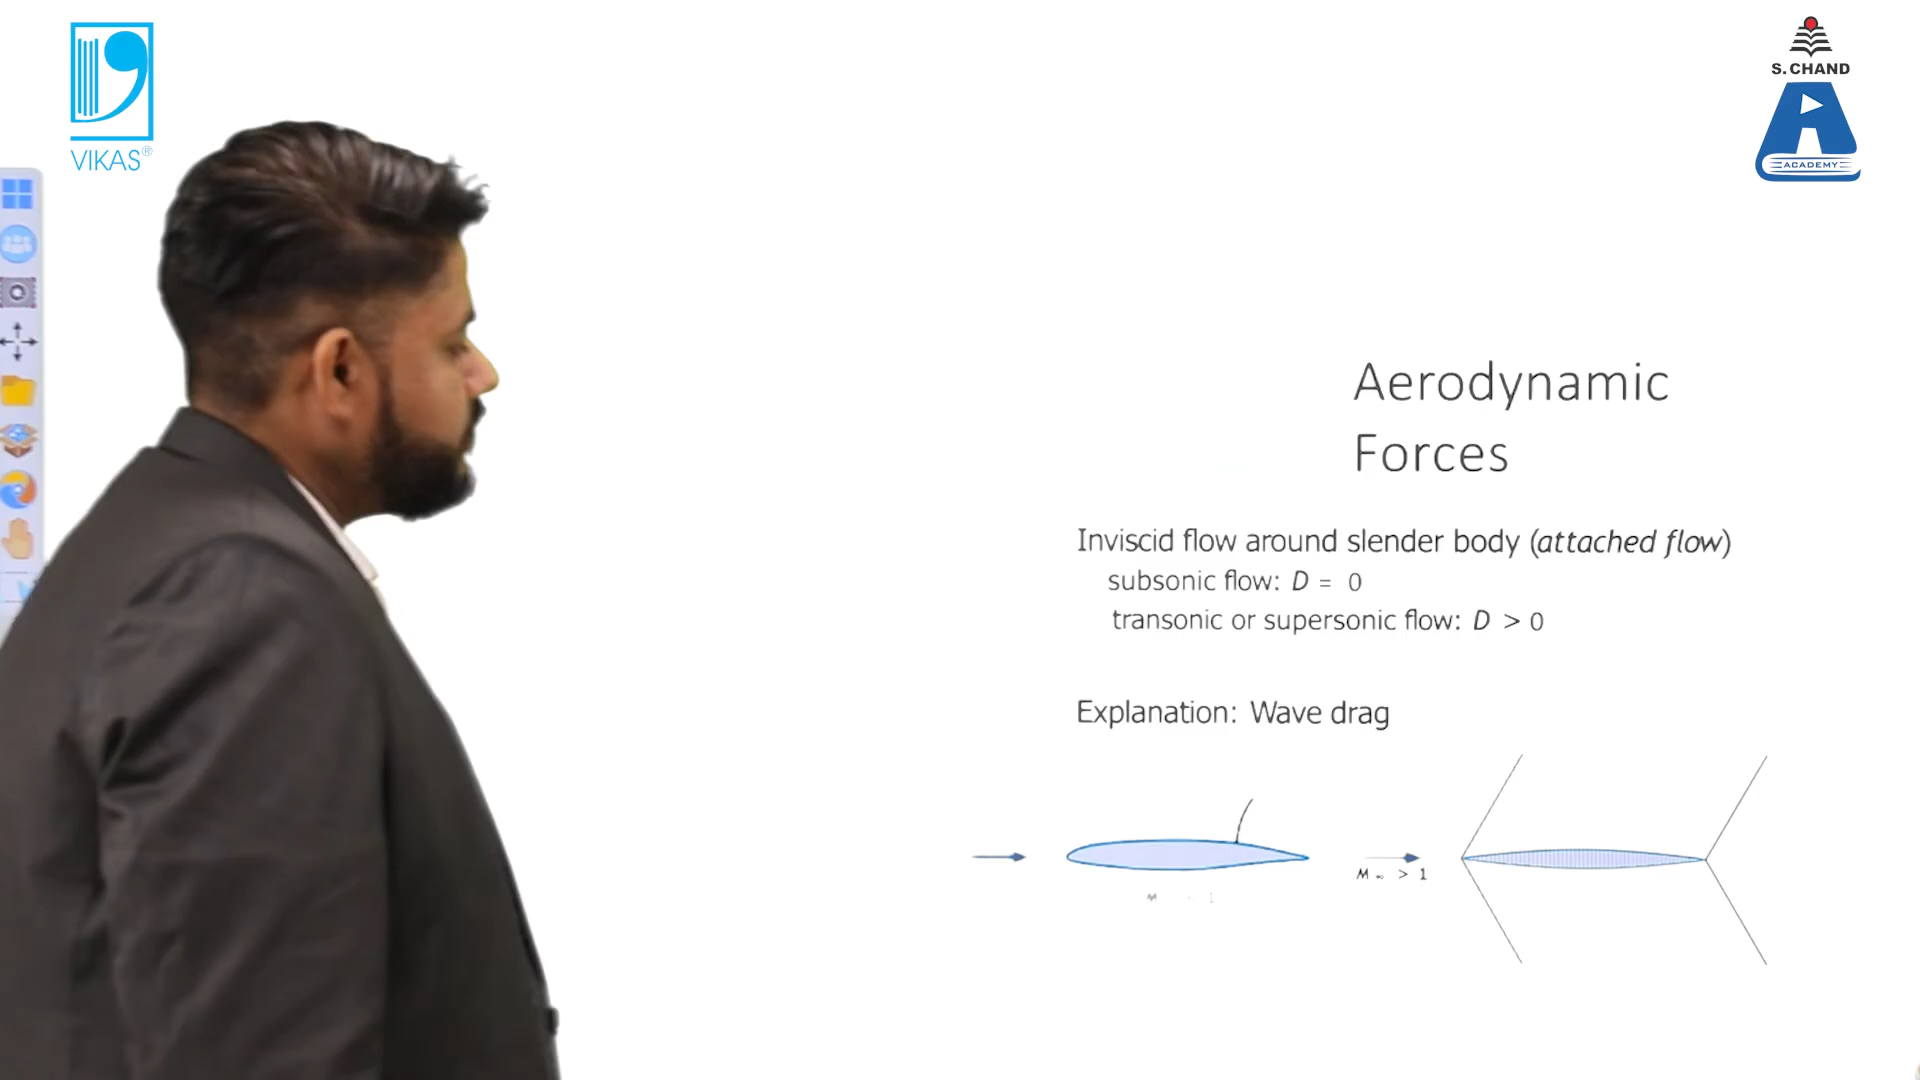 VIKAS®
S. CHAND
ACADEMY
Aerodynamic
Forces
Inviscid flow around slender body (attached flow)
subsonic flow: D = 0
transonic or supersonic flow: D > 0
Explanation: Wave drag
M∞ > 1